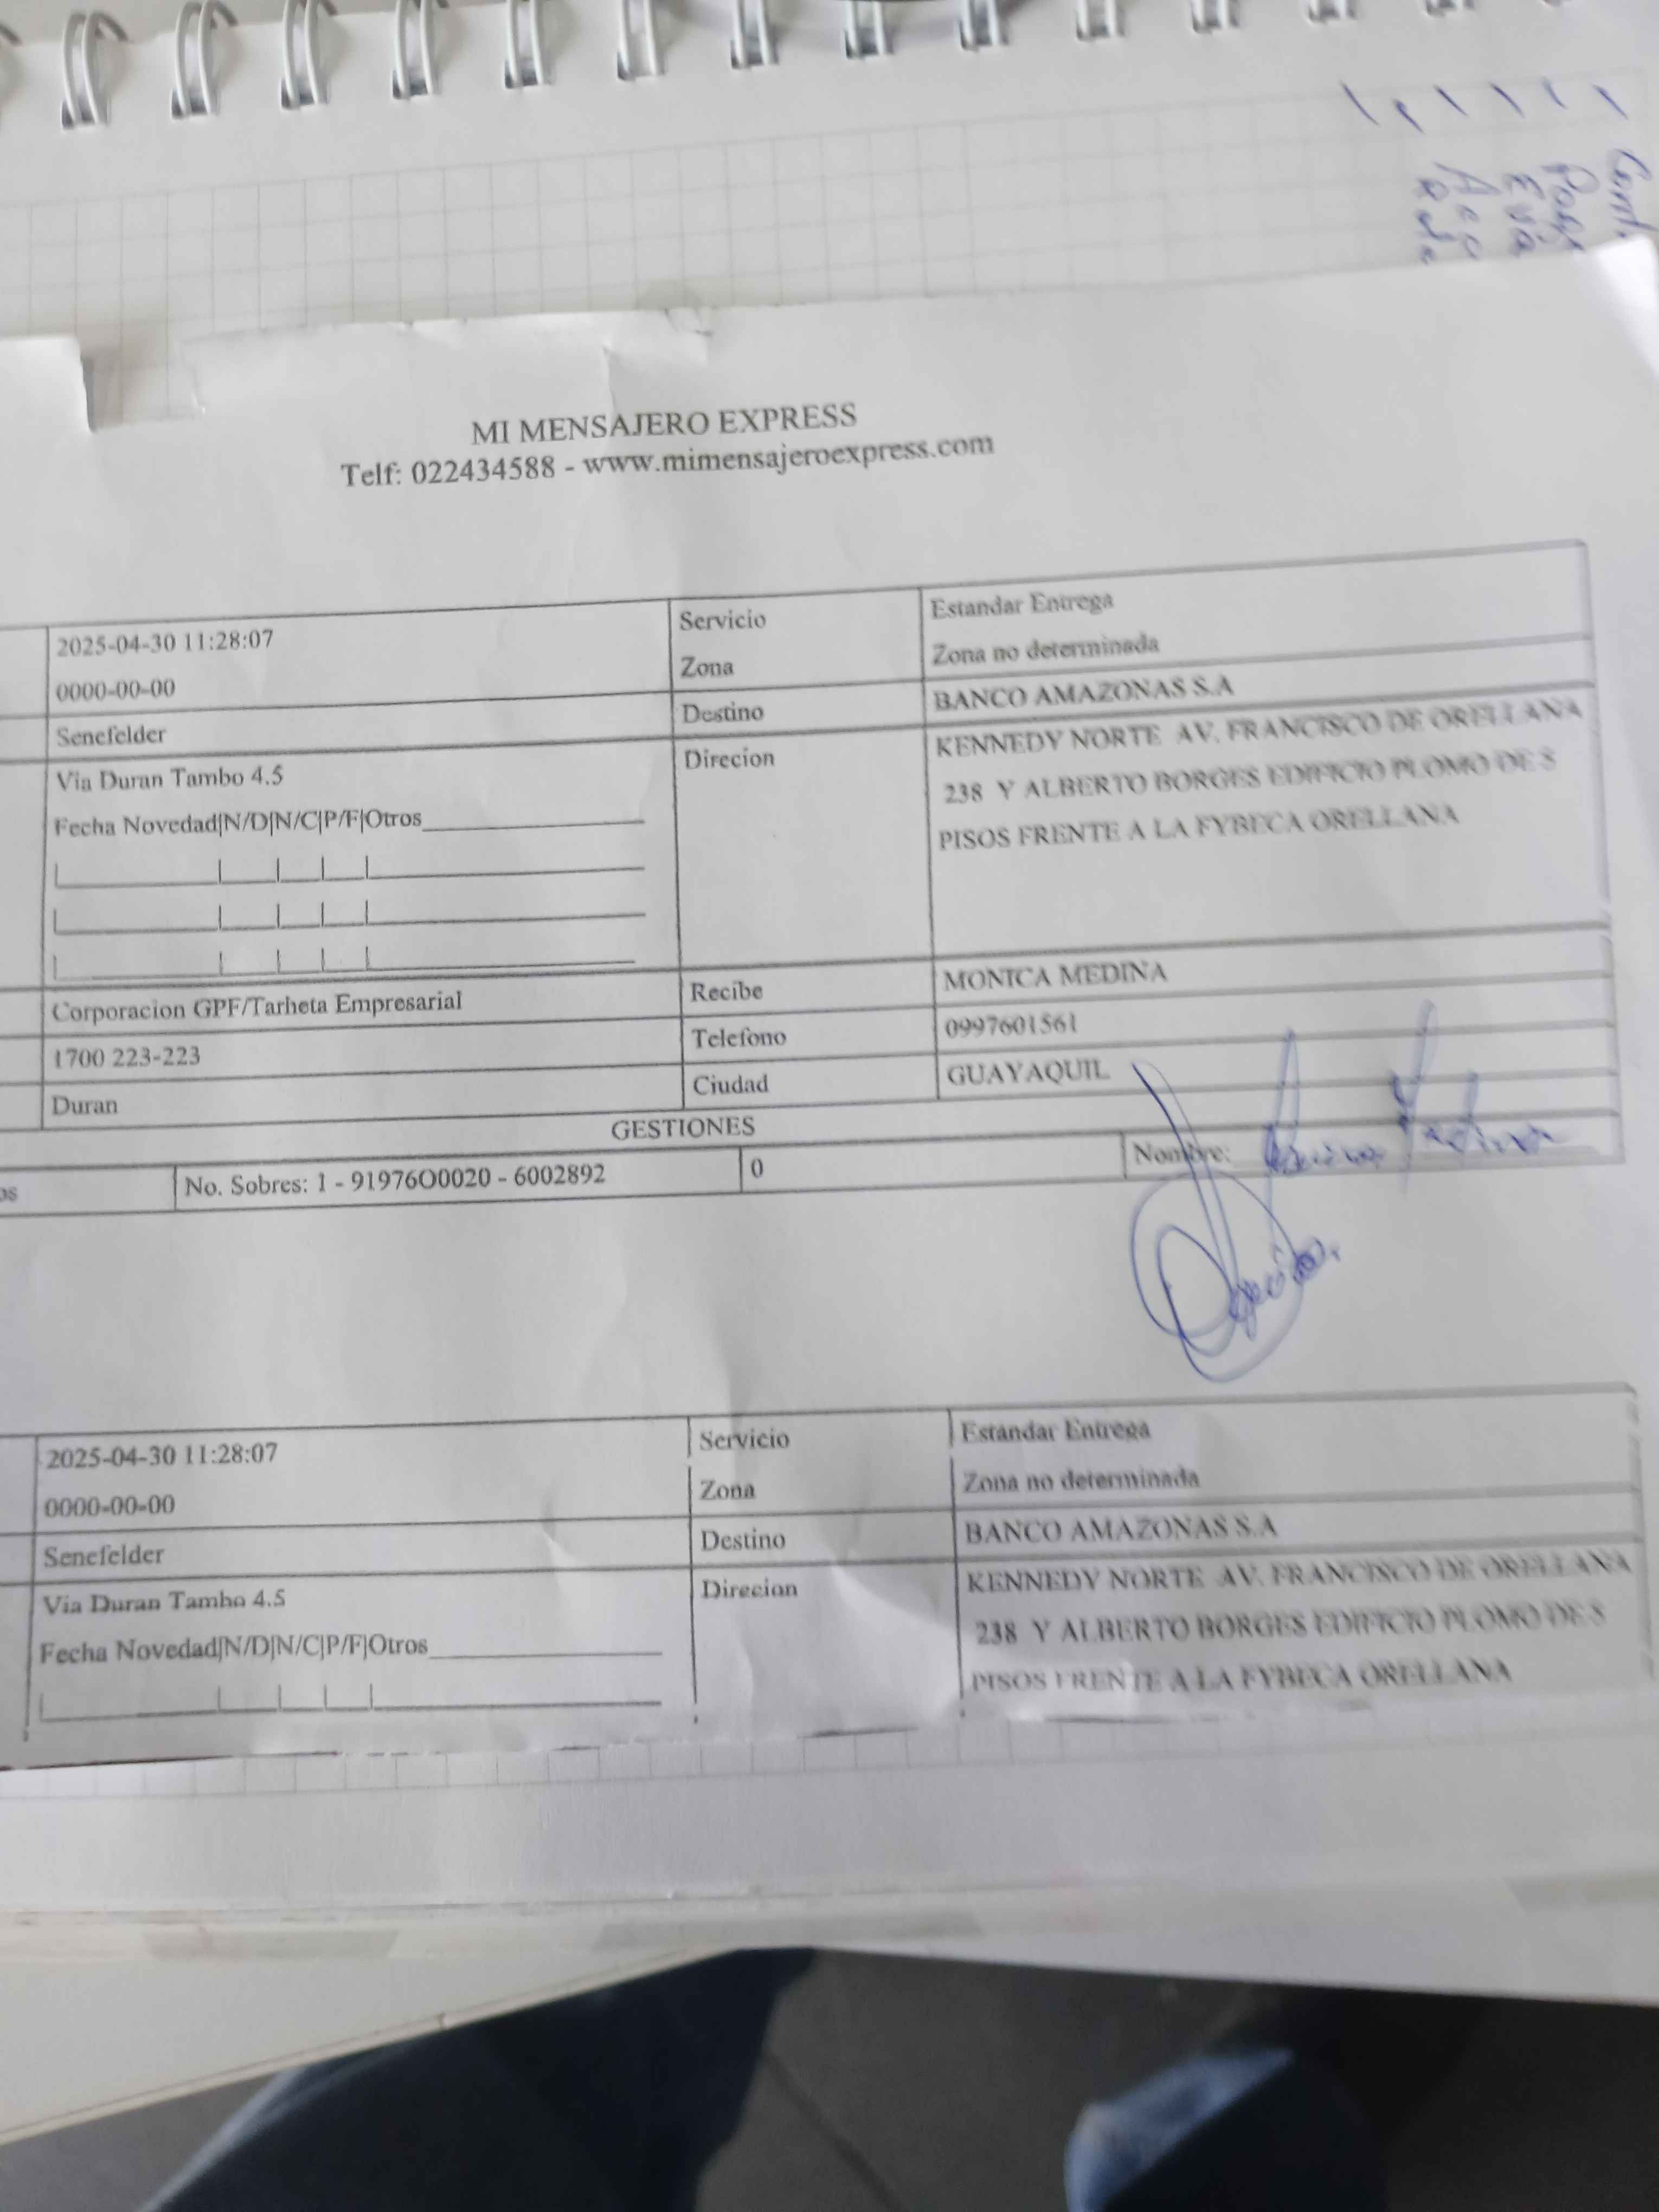 MI MENSAJERO EXPRESS
Telf: 022434588 - www.mimensajeroexpress.com
2025-04-30 11:28:07 Servicio Estandar Entrega
0000-00-00 Zona Zona no determinada
Senefelder Destino BANCO AMAZONAS S.A
Via Duran Tambo 4.5 Direcion KENNEDY NORTE AV. FRANCISCO DE ORELLANA
Fecha Novedad|N/D|N/C|P/F|Otros 238 Y ALBERTO BORGES EDIFICIO PLOMO DE 5
PISOS FRENTE A LA FYBECA ORELLANA
Corporacion GPF/Tarheta Empresarial Recibe MONICA MEDINA
1700 223-223 Telefono 0997601561
Duran Ciudad GUAYAQUIL
GESTIONES
os No. Sobres: 1 - 91976O0020 - 6002892 0 Nombre:
2025-04-30 11:28:07 Servicio Estandar Entrega
0000-00-00 Zona Zona no determinada
Senefelder Destino BANCO AMAZONAS S.A
Via Duran Tambo 4.5 Direcion KENNEDY NORTE AV. FRANCISCO DE ORELLANA
Fecha Novedad|N/D|N/C|P/F|Otros 238 Y ALBERTO BORGES EDIFICIO PLOMO DE 5
PISOS FRENTE A LA FYBECA ORELLANA